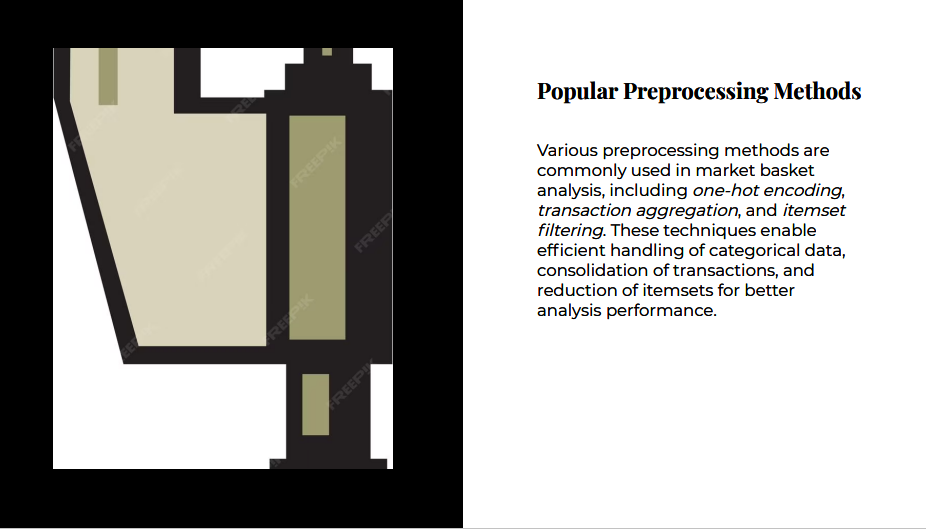 Popular Preprocessing Methods
Various preprocessing methods are
commonly used in market basket
analysis, including one-hot encoding,
transaction aggregation, and itemset
filtering. These techniques enable
efficient handling of categorical data,
consolidation of transactions, and
reduction of itemsets for better
analysis performance.
FREEPIK
FREEPIK
FREEPIK
FREEPIK
FREEPIK
FREEPIK
FREEPIK